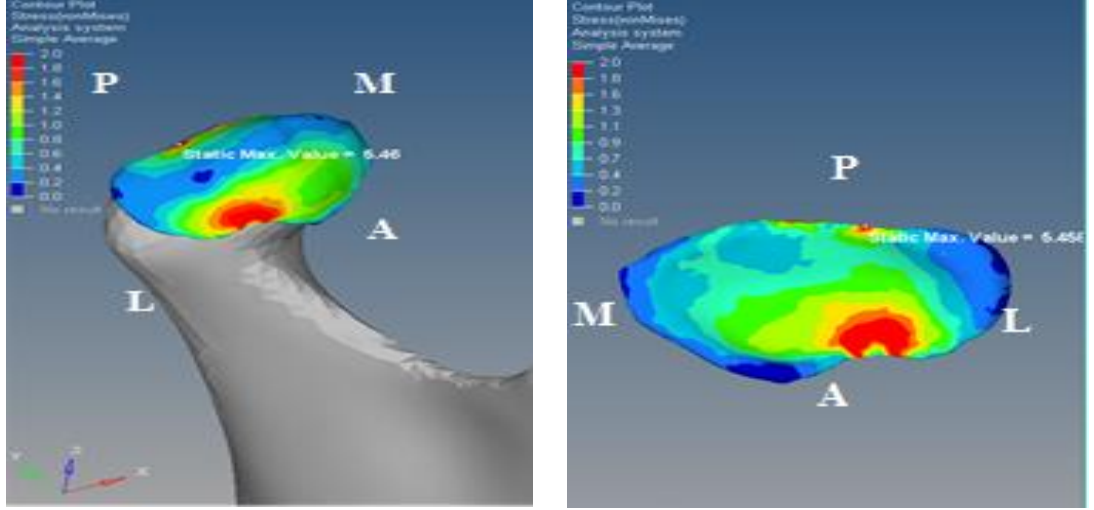 Contour Plot
Stress(vonMises)
Analysis system
Simple Average
2.0
1.8
1.6
1.4
1.2
1.0
0.8
0.6
0.4
0.2
0.0
No result
P
M
Static Max. Value = 5.46
A
L
Y
Z
X
Contour Plot
Stress(vonMises)
Analysis system
Simple Average
2.0
1.8
1.6
1.3
1.1
0.9
0.7
0.4
0.2
0.0
No result
P
Static Max. Value = 5.456
M
L
A